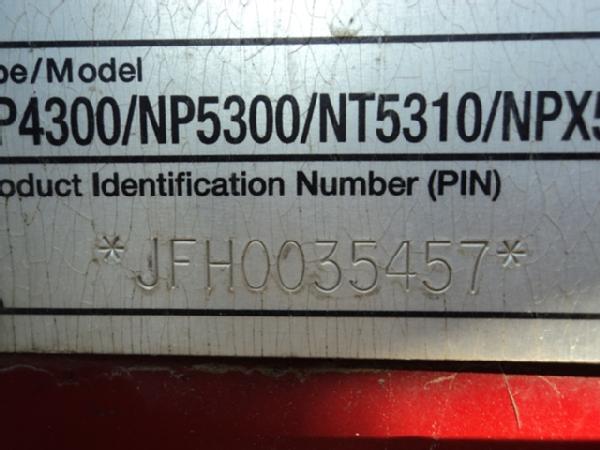 pe/Model
P4300/NP5300/NT5310/NPX5
oduct Identification Number (PIN)
*JFH0035457*